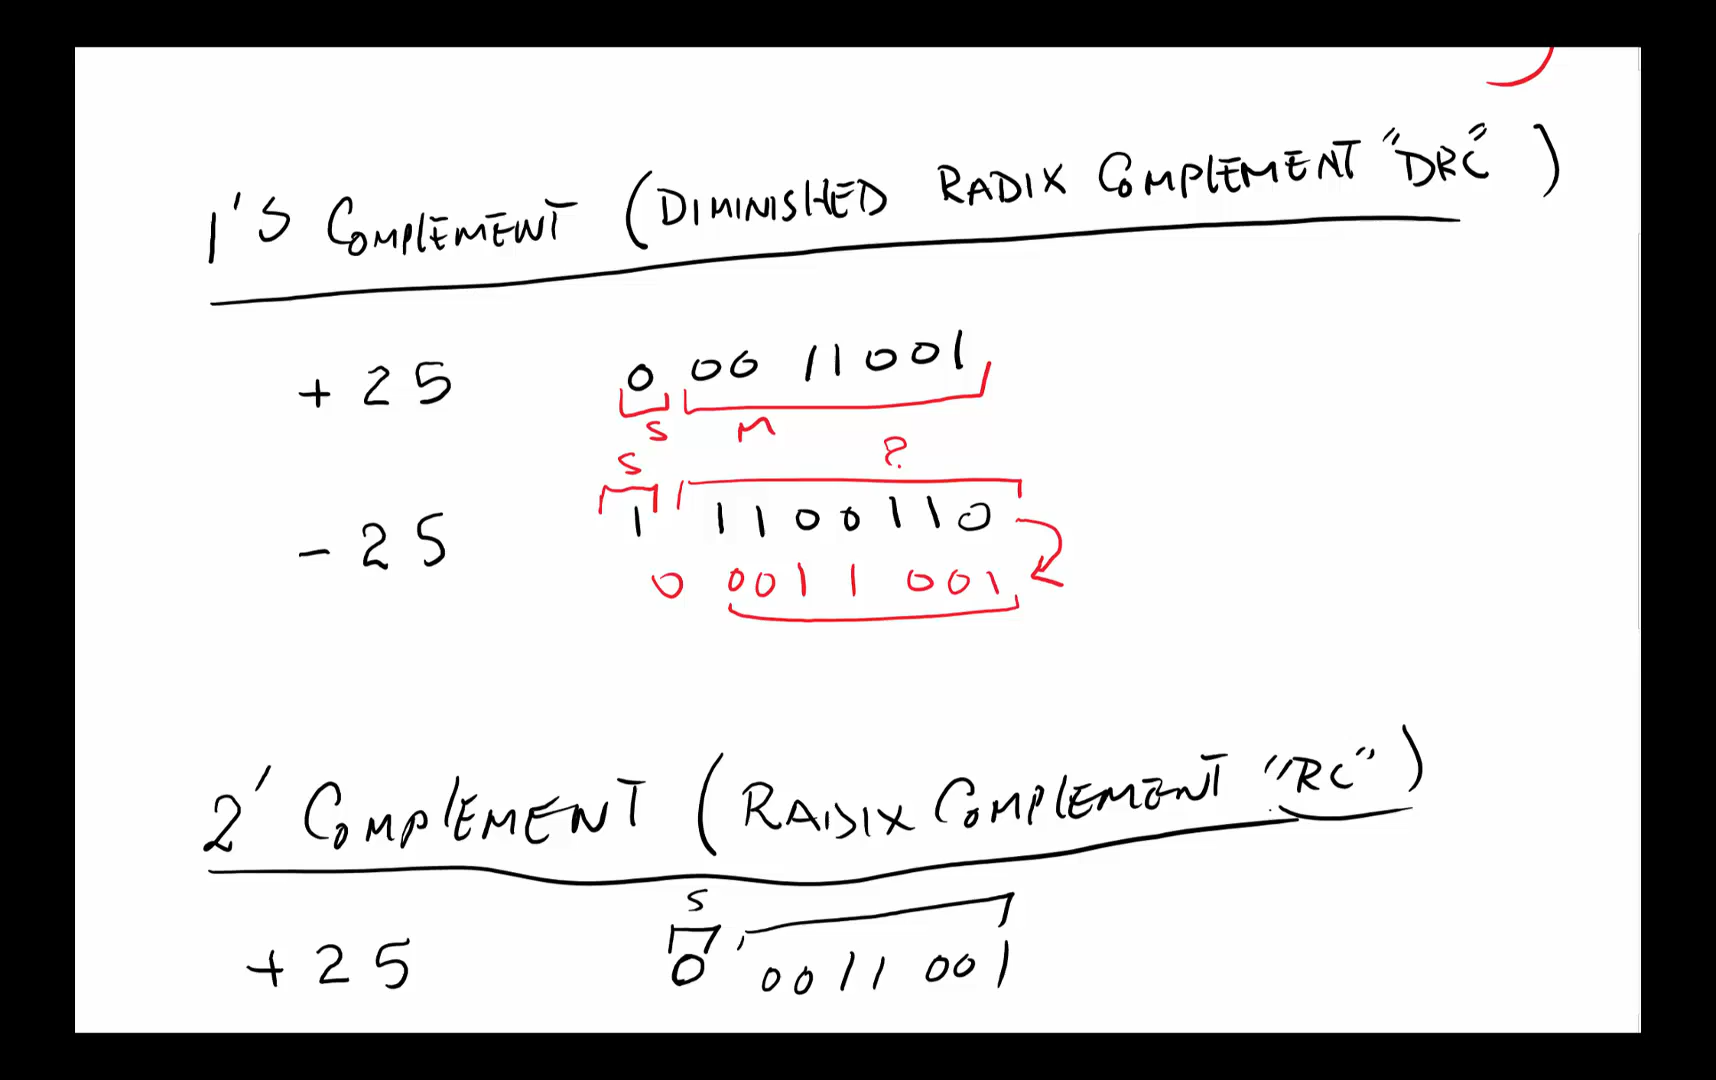 1'S COMPLEMENT (DIMINISHED RADIX COMPLEMENT "DRC")
+ 25 0 00 11001
S M
S ?
- 25 1 1100110
0 0011 001
2' COMPLEMENT (RADIX COMPLEMENT "RC")
S
+ 25 0 0011 001